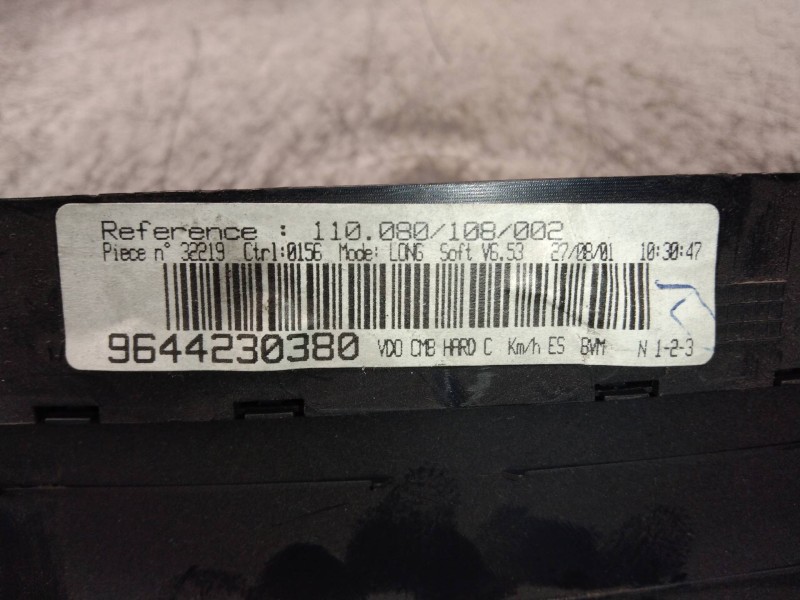 Reference : 110.080/108/002
Piece n° 32219 Ctrl:0156 Mode: LONG Soft V6.53 27/08/01 10:30:47
9644230380 VDO CMB HARD C Km/h ES BVM N 1-2-3